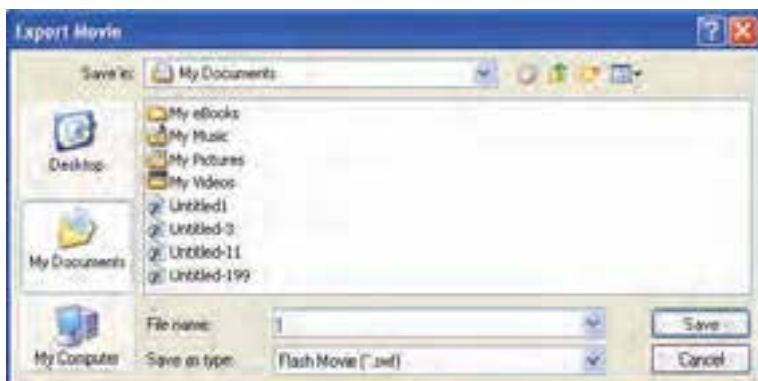 Export Movie
Save in: My Documents
My eBooks
My Music
My Pictures
My Videos
Untitled1
Untitled-3
Untitled-11
Untitled-199
Desktop
My Documents
My Computer
File name:
Save as type: Flash Movie (*.swf)
Save
Cancel